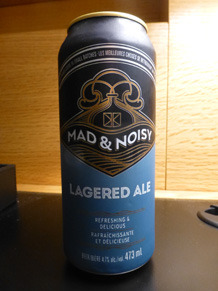 MAD & NOISY
LAGERED ALE
REFRESHING &
DELICIOUS
RAFRAÎCHISSANTE
ET DÉLICIEUSE
473 ml